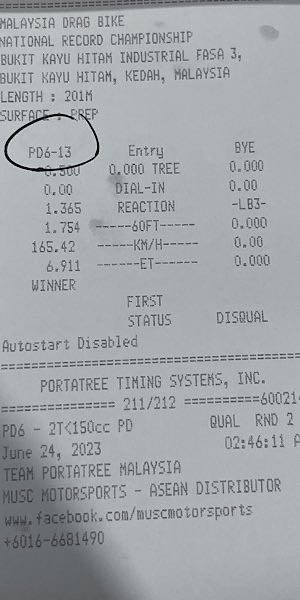 MALAYSIA DRAG BIKE
NATIONAL RECORD CHAMPIONSHIP
BUKIT KAYU HITAM INDUSTRIAL FASA 3,
BUKIT KAYU HITAM, KEDAH, MALAYSIA
LENGTH : 201M
SURFACE : PREP
PD6-13 Entry BYE
-0.500 0.000 TREE 0.000
0.00 DIAL-IN 0.00
1.365 REACTION -LB3-
1.754 -----60FT----- 0.000
165.42 -----KM/H----- 0.00
6.911 ------ET------ 0.000
WINNER
FIRST
STATUS DISQUAL
Autostart Disabled
PORTATREE TIMING SYSTEMS, INC.
============= 211/212 ==========60021
PD6 - 2T<150cc PD QUAL RND 2
June 24, 2023 02:46:11 A
TEAM PORTATREE MALAYSIA
MUSC MOTORSPORTS - ASEAN DISTRIBUTOR
www.facebook.com/muscmotorsports
+6016-6681490